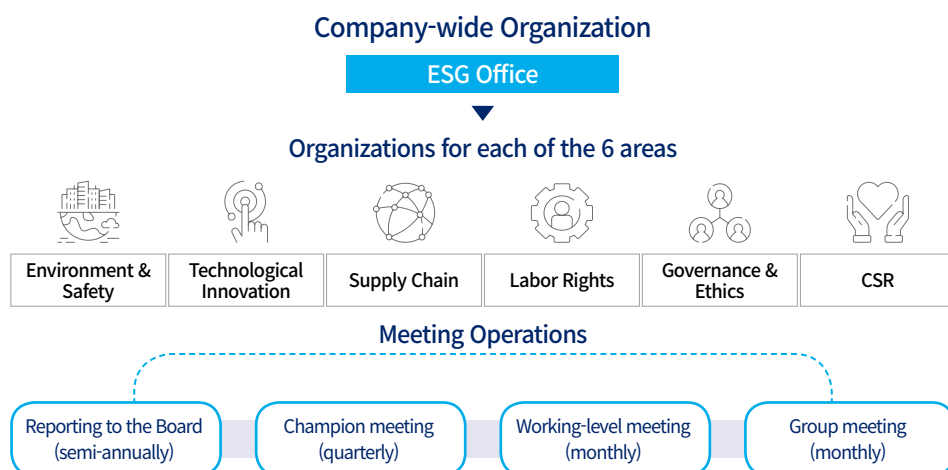 Company-wide Organization
ESG Office
Organizations for each of the 6 areas
Environment &
Safety
Technological
Innovation
Supply Chain
Labor Rights
Governance &
Ethics
CSR
Meeting Operations
Reporting to the Board
(semi-annually)
Champion meeting
(quarterly)
Working-level meeting
(monthly)
Group meeting
(monthly)